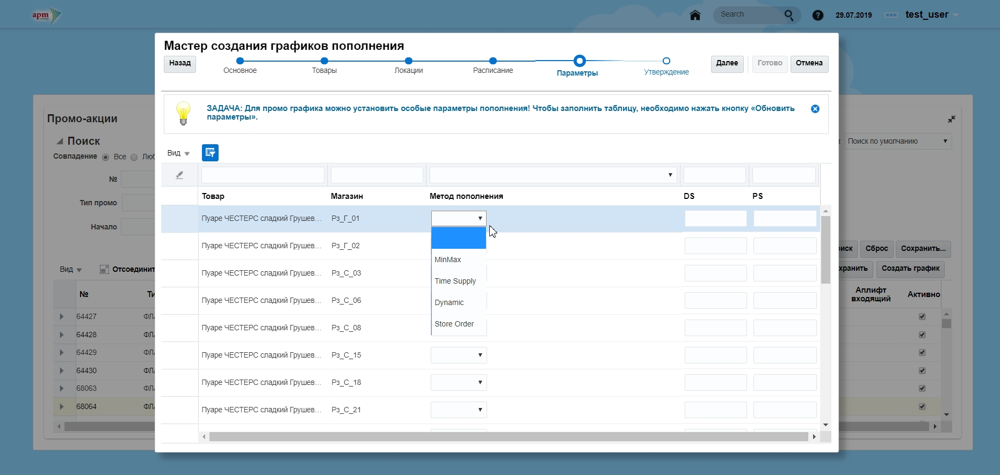 арт
Search
29.07.2019
test_user
Мастер создания графиков пополнения
Назад
Основное
Товары
Локации
Расписание
Параметры
Утверждение
Далее
Готово
Отмена
ЗАДАЧА: Для промо графика можно установить особые параметры пополнения! Чтобы заполнить таблицу, необходимо нажать кнопку «Обновить
параметры».
Вид
Товар
Магазин
Метод пополнения
DS
PS
Пуаре ЧЕСТЕРС сладкий Грушев...
Рз_Г_01
Пуаре ЧЕСТЕРС сладкий Грушев...
Рз_Г_02
MinMax
Пуаре ЧЕСТЕРС сладкий Грушев...
Рз_С_03
Time Supply
Пуаре ЧЕСТЕРС сладкий Грушев...
Рз_С_06
Dynamic
Пуаре ЧЕСТЕРС сладкий Грушев...
Рз_С_08
Store Order
Пуаре ЧЕСТЕРС сладкий Грушев...
Рз_С_15
Пуаре ЧЕСТЕРС сладкий Грушев...
Рз_С_18
Пуаре ЧЕСТЕРС сладкий Грушев...
Рз_С_21
Промо-акции
Поиск
Совпадение
Все
Люб
№
Тип промо
Начало
Поиск по умолчанию
иск
Сброс
Сохранить...
Вид
Отсоединит
хранить
Создать график
№
Ти
Аплифт
входящий
Активно
64427
ФЛ
64428
ФЛ
64429
ФЛ
64430
ФЛ
68063
ФЛ
68064
ФЛ